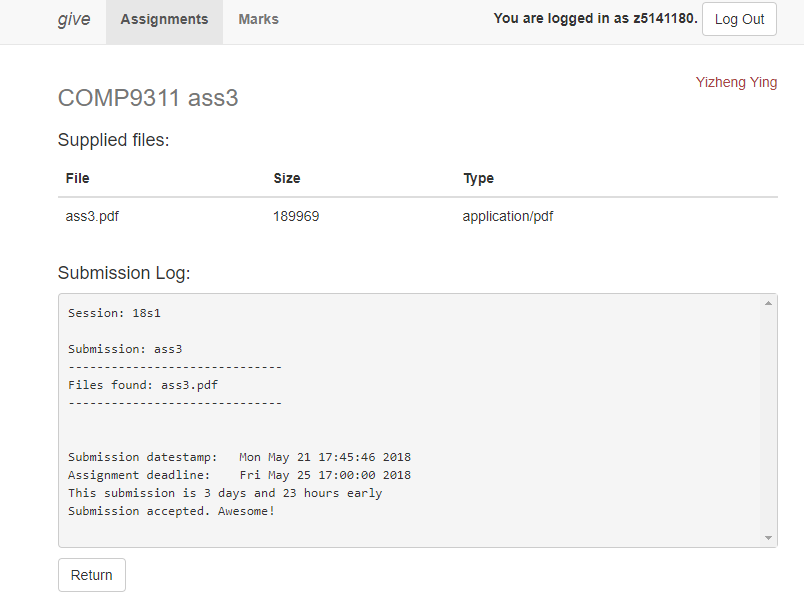 give Assignments Marks You are logged in as z5141180. Log Out
Yizheng Ying
COMP9311 ass3
Supplied files:
File Size Type
ass3.pdf 189969 application/pdf
Submission Log:
Session: 18s1
Submission: ass3
------------------------------
Files found: ass3.pdf
------------------------------
Submission datestamp: Mon May 21 17:45:46 2018
Assignment deadline: Fri May 25 17:00:00 2018
This submission is 3 days and 23 hours early
Submission accepted. Awesome!
Return